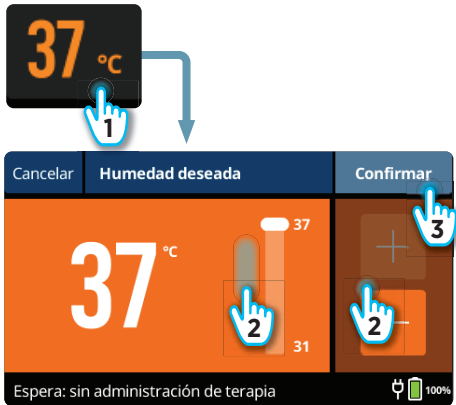 37 °C
1
Cancelar Humedad deseada Confirmar
3
37 °C
37
2
2
31
Espera: sin administración de terapia 100%